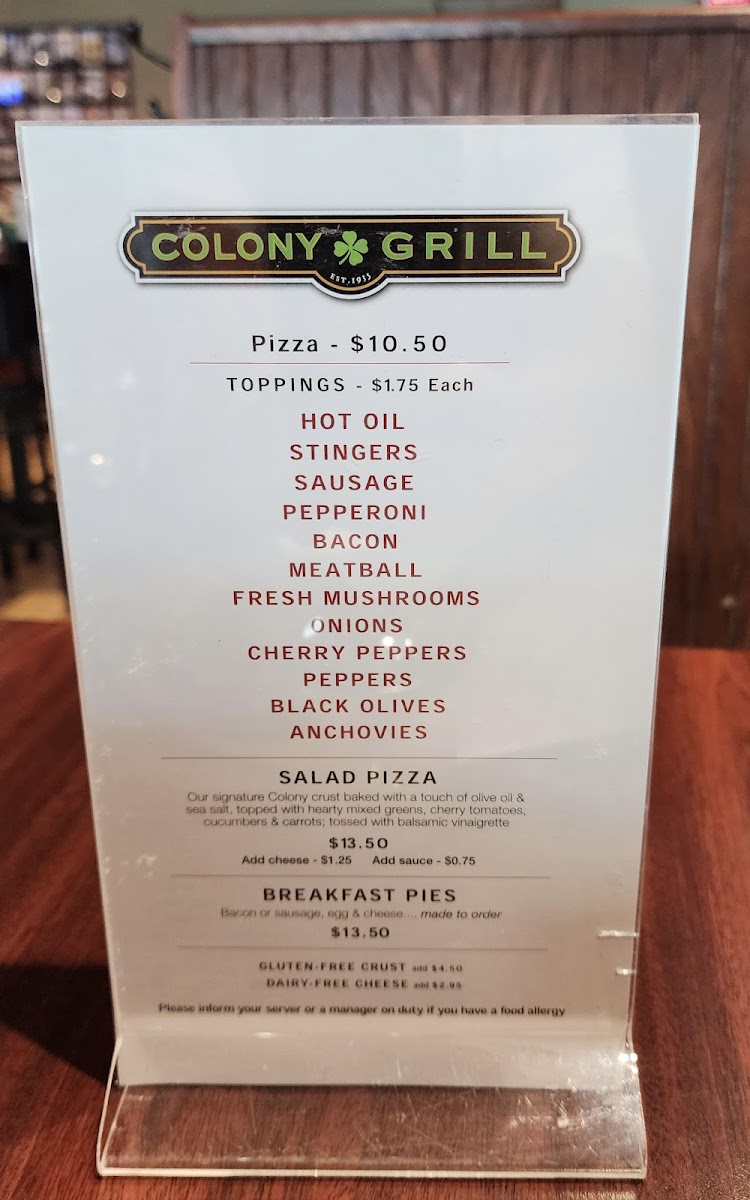 COLONY GRILL
EST. 1935
Pizza - $10.50
TOPPINGS - $1.75 Each
HOT OIL
STINGERS
SAUSAGE
PEPPERONI
BACON
MEATBALL
FRESH MUSHROOMS
ONIONS
CHERRY PEPPERS
PEPPERS
BLACK OLIVES
ANCHOVIES
SALAD PIZZA
Our signature Colony crust baked with a touch of olive oil &
sea salt, topped with hearty mixed greens, cherry tomatoes,
cucumbers & carrots; tossed with balsamic vinaigrette
$13.50
Add cheese - $1.25 Add sauce - $0.75
BREAKFAST PIES
Bacon or sausage, egg & cheese.... made to order
$13.50
GLUTEN-FREE CRUST add $4.50
DAIRY-FREE CHEESE add $2.95
Please inform your server or a manager on duty if you have a food allergy